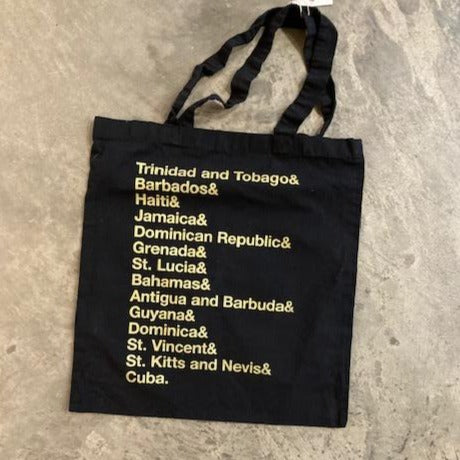 Trinidad and Tobago&
Barbados&
Haiti&
Jamaica&
Dominican Republic&
Grenada&
St. Lucia&
Bahamas&
Antigua and Barbuda&
Guyana&
Dominica&
St. Vincent&
St. Kitts and Nevis&
Cuba.